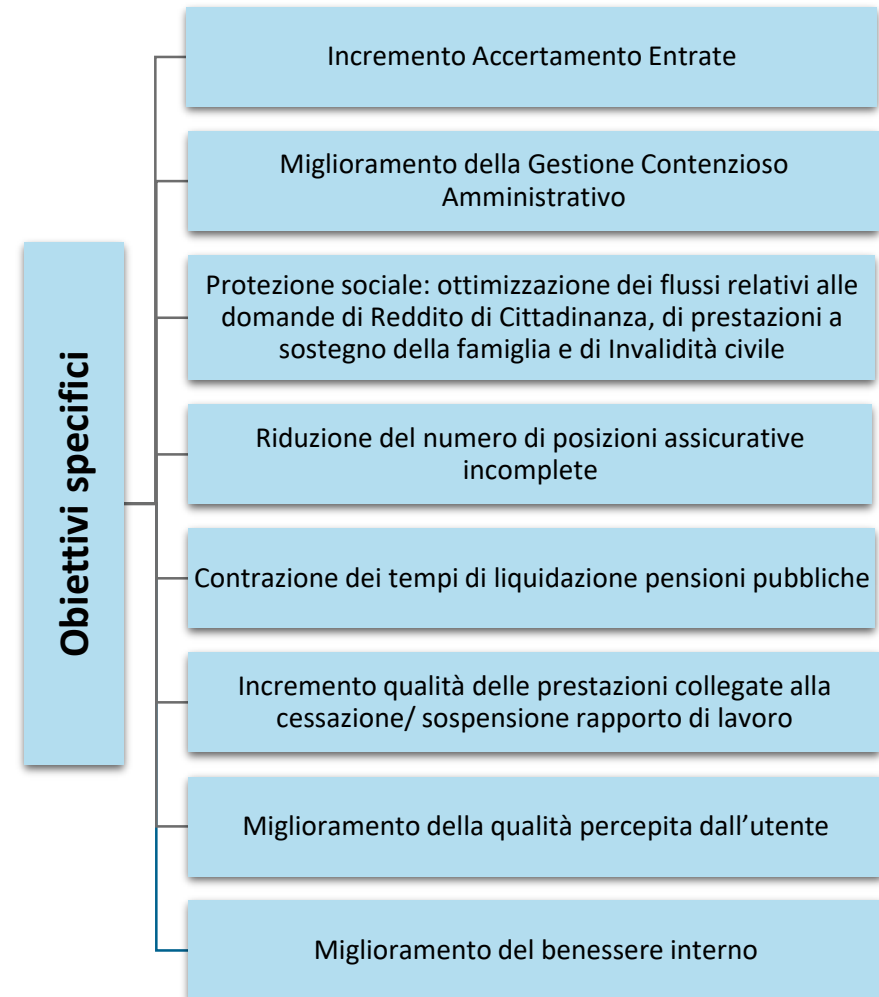 Obiettivi specifici
Incremento Accertamento Entrate
Miglioramento della Gestione Contenzioso
Amministrativo
Protezione sociale: ottimizzazione dei flussi relativi alle
domande di Reddito di Cittadinanza, di prestazioni a
sostegno della famiglia e di Invalidità civile
Riduzione del numero di posizioni assicurative
incomplete
Contrazione dei tempi di liquidazione pensioni pubbliche
Incremento qualità delle prestazioni collegate alla
cessazione/ sospensione rapporto di lavoro
Miglioramento della qualità percepita dall’utente
Miglioramento del benessere interno